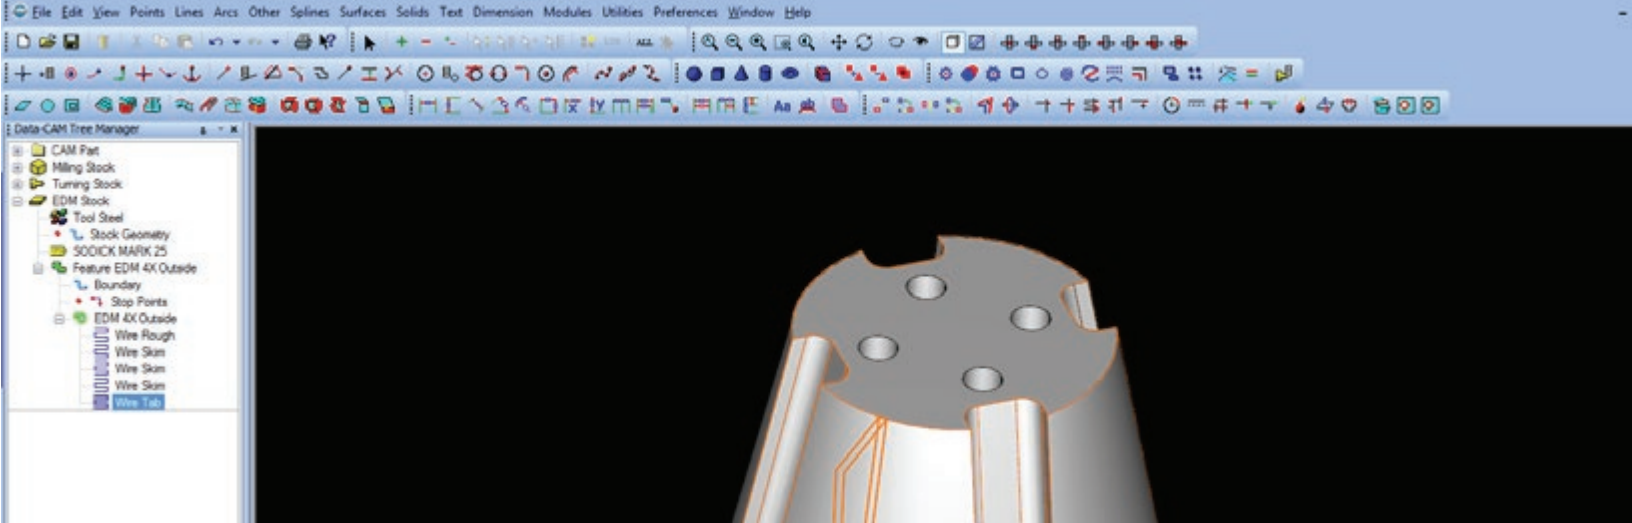 File Edit View Points Lines Arcs Other Splines Surfaces Solids Text Dimension Modules Utilities Preferences Window Help
ALL
Aa
Data-CAM Tree Manager
CAM Part
Milling Stock
Turning Stock
EDM Stock
Tool Steel
Stock Geometry
SODICK MARK 25
Feature EDM 4X Outside
Boundary
Stop Points
EDM 4X Outside
Wire Rough
Wire Skim
Wire Skim
Wire Skim
Wire Tab